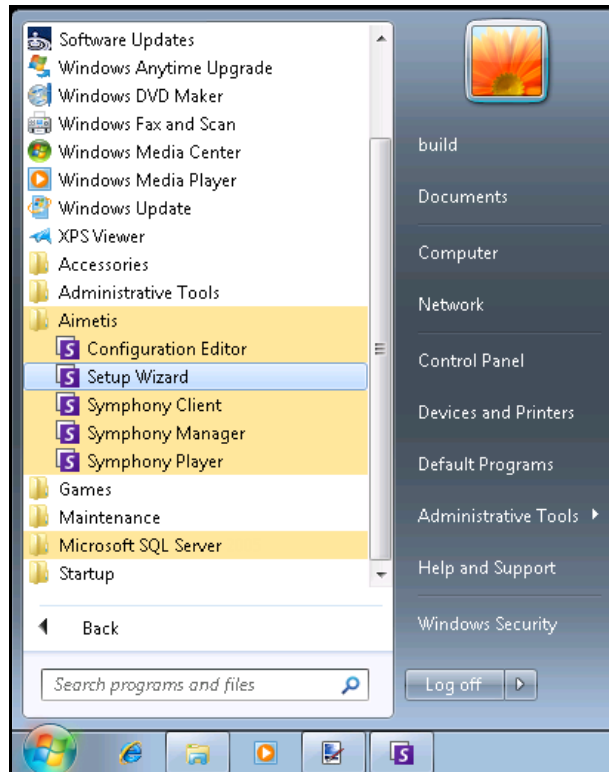 Software Updates
Windows Anytime Upgrade
Windows DVD Maker
Windows Fax and Scan
Windows Media Center
Windows Media Player
Windows Update
XPS Viewer
Accessories
Administrative Tools
Aimetis
Configuration Editor
Setup Wizard
Symphony Client
Symphony Manager
Symphony Player
Games
Maintenance
Microsoft SQL Server
Startup
Back
Search programs and files
build
Documents
Computer
Network
Control Panel
Devices and Printers
Default Programs
Administrative Tools
Help and Support
Windows Security
Log off